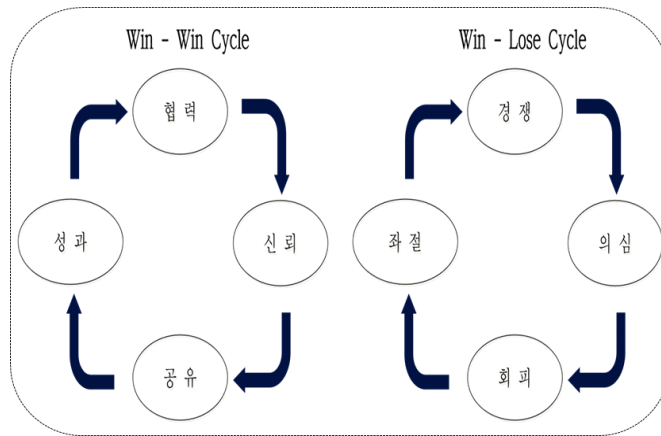 Win - Win Cycle
협 력
신 뢰
공 유
성 과
Win - Lose Cycle
경 쟁
의 심
회 피
좌 절